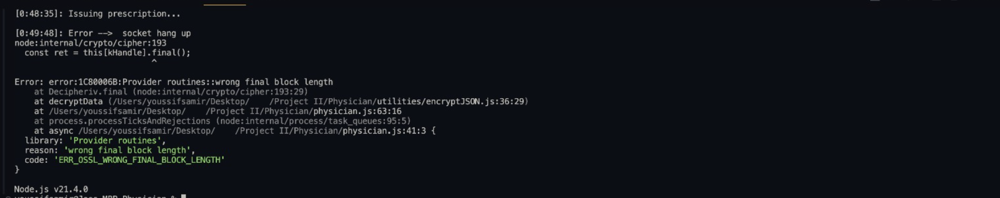 [0:48:35]: Issuing prescription...
[0:49:48]: Error --> socket hang up
node:internal/crypto/cipher:193
const ret = this[kHandle].final();
^
Error: error:1C80006B:Provider routines::wrong final block length
at Decipheriv.final (node:internal/crypto/cipher:193:29)
at decryptData (/Users/youssifsamir/Desktop/ /Project II/Physician/utilities/encryptJSON.js:36:29)
at /Users/youssifsamir/Desktop/ /Project II/Physician/physician.js:63:16
at process.processTicksAndRejections (node:internal/process/task_queues:95:5)
at async /Users/youssifsamir/Desktop/ /Project II/Physician/physician.js:41:3 {
library: 'Provider routines',
reason: 'wrong final block length',
code: 'ERR_OSSL_WRONG_FINAL_BLOCK_LENGTH'
}
Node.js v21.4.0